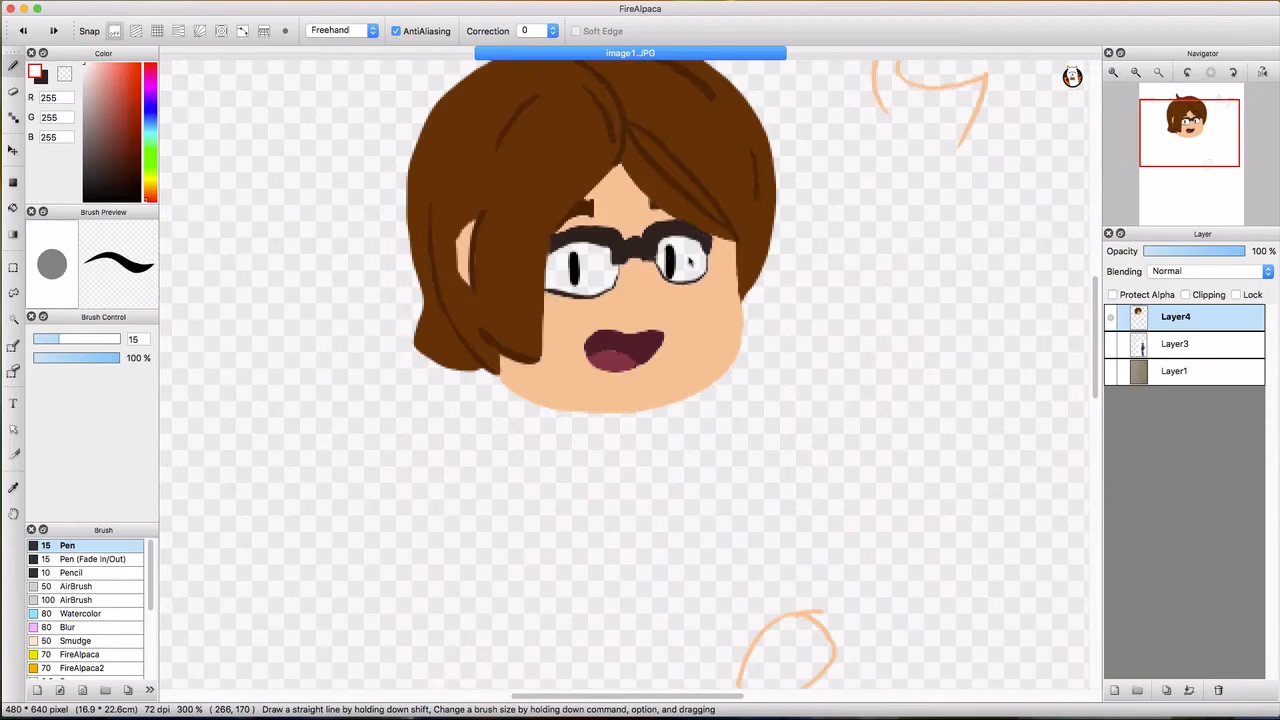 FireAlpaca
Snap
Freehand
AntiAliasing
Correction
0
Soft Edge
Color
image1.JPG
Navigator
R 255
G 255
B 255
Brush Preview
Layer
Opacity 100 %
Blending Normal
Protect Alpha Clipping Lock
Brush Control
15
100 %
Layer4
Layer3
Layer1
Brush
15 Pen
15 Pen (Fade In/Out)
10 Pencil
50 AirBrush
100 AirBrush
80 Watercolor
80 Blur
50 Smudge
70 FireAlpaca
70 FireAlpaca2
480 * 640 pixel (16.9 * 22.6cm) 72 dpi 300 % ( 266, 170 ) Draw a straight line by holding down shift, Change a brush size by holding down command, option, and dragging